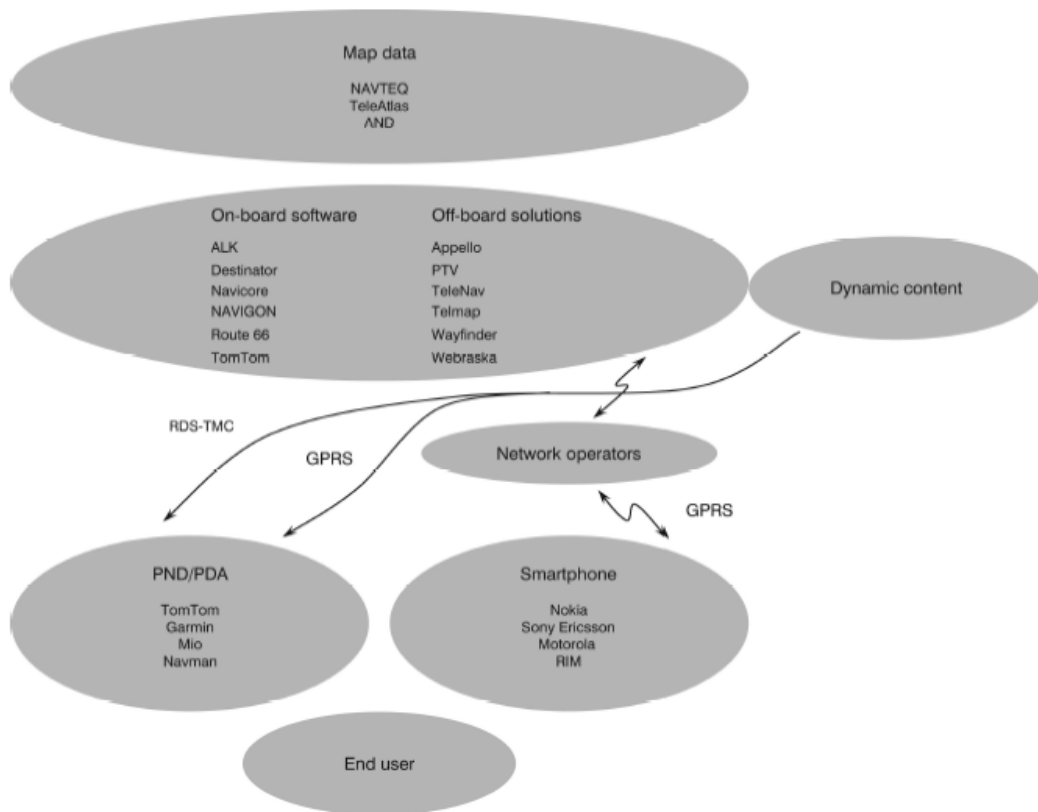 Map data
NAVTEQ
TeleAtlas
AND
On-board software
ALK
Destinator
Navicore
NAVIGON
Route 66
TomTom
Off-board solutions
Appello
PTV
TeleNav
Telmap
Wayfinder
Webraska
Dynamic content
RDS-TMC
GPRS
Network operators
GPRS
PND/PDA
TomTom
Garmin
Mio
Navman
Smartphone
Nokia
Sony Ericsson
Motorola
RIM
End user